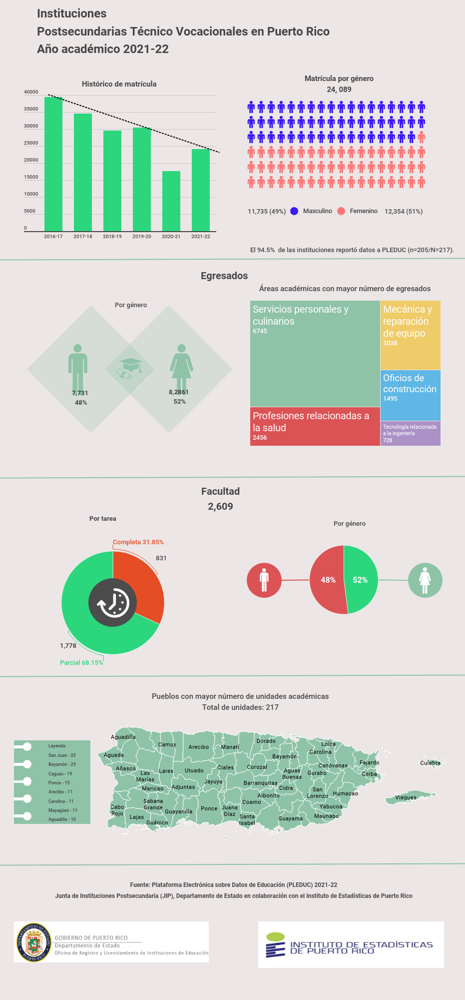 Instituciones
Postsecundarias Técnico Vocacionales en Puerto Rico
Año académico 2021-22
Histórico de matrícula
40000
35000
30000
25000
20000
15000
10000
5000
0
2016-17 2017-18 2018-19 2019-20 2020-21 2021-22
Matrícula por género
24, 089
11,735 (49%) Masculino Femenino 12,354 (51%)
El 94.5% de las instituciones reportó datos a PLEDUC (n=205/N=217).
Egresados
Por género
7,731
48%
8,2861
52%
Áreas académicas con mayor número de egresados
Servicios personales y
culinarios
6745
Mecánica y
reparación
de equipo
2038
Oficios de
construcción
1495
Profesiones relacionadas a
la salud
2456
Tecnología relacionada
a la ingeniería
728
Facultad
2,609
Por tarea
Completa 31.85%
831
1,778
Parcial 68.15%
Por género
48%
52%
Pueblos con mayor número de unidades académicas
Total de unidades: 217
Leyenda:
San Juan - 33
Bayamón - 29
Caguas - 19
Ponce - 15
Arecibo - 11
Carolina - 11
Mayagüez - 11
Aguadilla - 10
Aguadilla
Camuy
Arecibo
Manatí
Dorado
Loíza
Carolina
Aguada
Bayamón
Fajardo
Culebra
Añasco
Las
Marías
Lares
Utuado
Ciales
Corozal
Aguas
Buenas
Gurabo
Canóvanas
Ceiba
Maricao
Adjuntas
Jayuya
Barranquitas
Cidra
Aibonito
San
Lorenzo
Humacao
Vieques
Cabo
Rojo
Sabana
Grande
Lajas
Guánica
Guayanilla
Ponce
Juana
Díaz
Coamo
Santa
Isabel
Guayama
Yabucoa
Maunabo
Fuente: Plataforma Electrónica sobre Datos de Educación (PLEDUC) 2021-22
Junta de Instituciones Postsecundaria (JIP), Departamento de Estado en colaboración con el Instituto de Estadísticas de Puerto Rico
DEPARTAMENTO DE ESTADO
PUERTO RICO
GOBIERNO DE PUERTO RICO
Departamento de Estado
Oficina de Registro y Licenciamiento de Instituciones de Educación
INSTITUTO DE ESTADÍSTICAS
DE PUERTO RICO